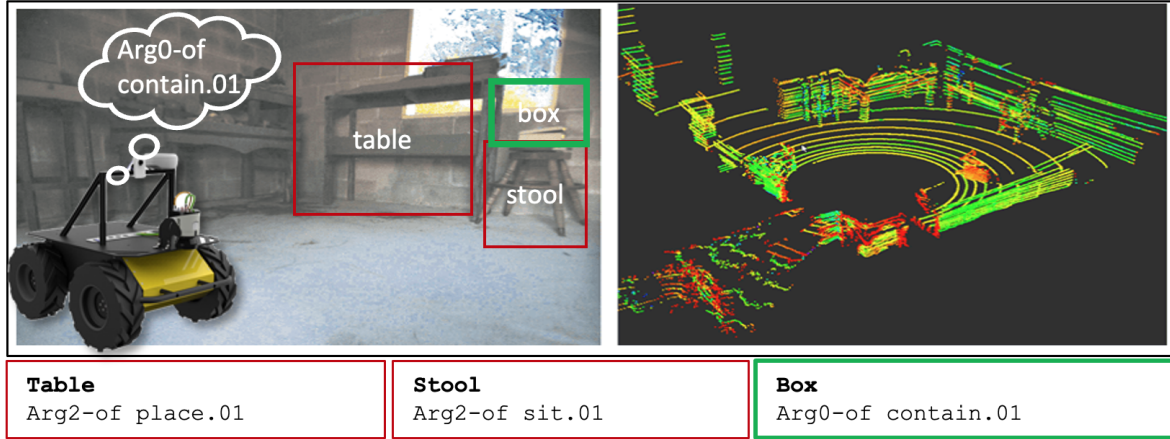 Arg0-of
contain.01
table
box
stool
Table
Arg2-of place.01
Stool
Arg2-of sit.01
Box
Arg0-of contain.01